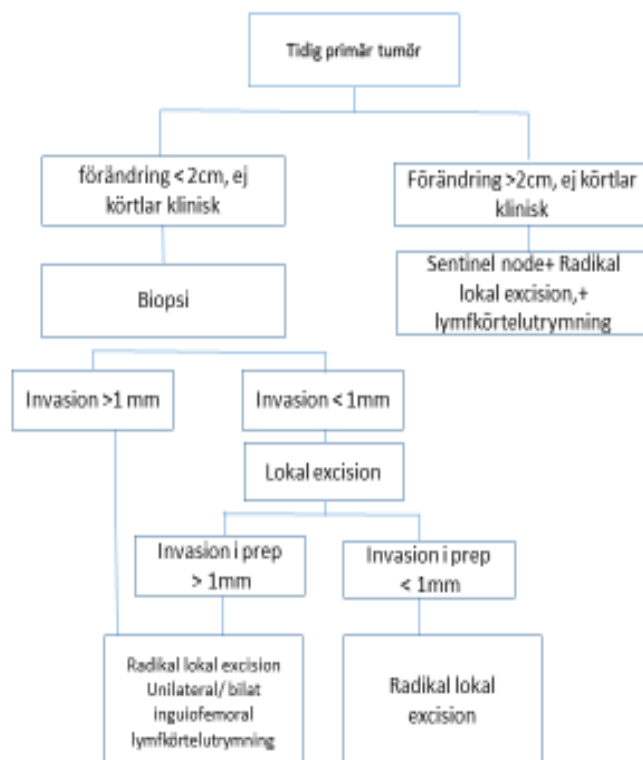 Tidig primär tumör
förändring < 2cm, ej
körtlar klinisk
Förändring >2cm, ej körtlar
klinisk
Biopsi
Sentinel node+ Radikal
lokal excision,+
lymfkörtelutrymning
Invasion >1 mm
Invasion < 1mm
Lokal excision
Invasion i prep
> 1mm
Invasion i prep
< 1mm
Radikal lokal excision
Unilateral/ bilat
inguiofemoral
lymfkörtelutrymning
Radikal lokal
excision